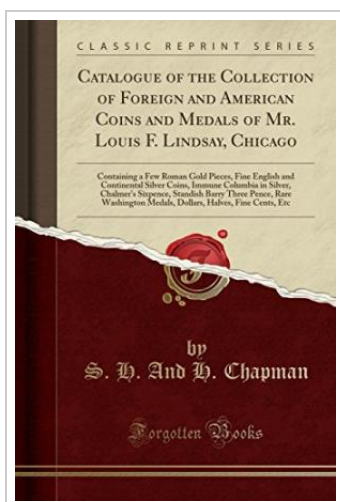 CLASSIC REPRINT SERIES
CATALOGUE OF THE COLLECTION
OF FOREIGN AND AMERICAN
COINS AND MEDALS OF MR.
LOUIS F. LINDSAY, CHICAGO
Containing a Few Roman Gold Pieces, Fine English and
Continental Silver Coins, Immune Columbia in Silver,
Chalmer's Sixpence, Standish Barry Three Pence, Rare
Washington Medals, Dollars, Halves, Fine Cents, Etc
by
S. H. And H. Chapman
Forgotten Books